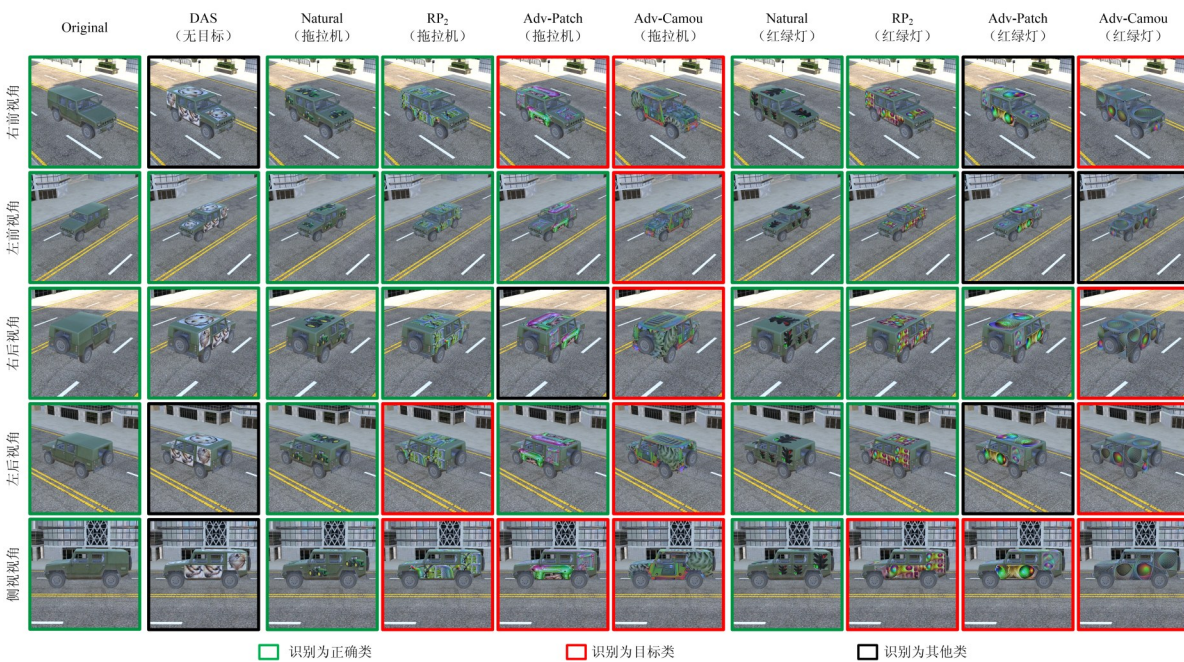 Original
DAS
（无目标）
Natural
（拖拉机）
RP₂
（拖拉机）
Adv-Patch
（拖拉机）
Adv-Camou
（拖拉机）
Natural
（红绿灯）
RP₂
（红绿灯）
Adv-Patch
（红绿灯）
Adv-Camou
（红绿灯）
右前视角
左前视角
右后视角
左后视角
侧视视角
识别为正确类
识别为目标类
识别为其他类